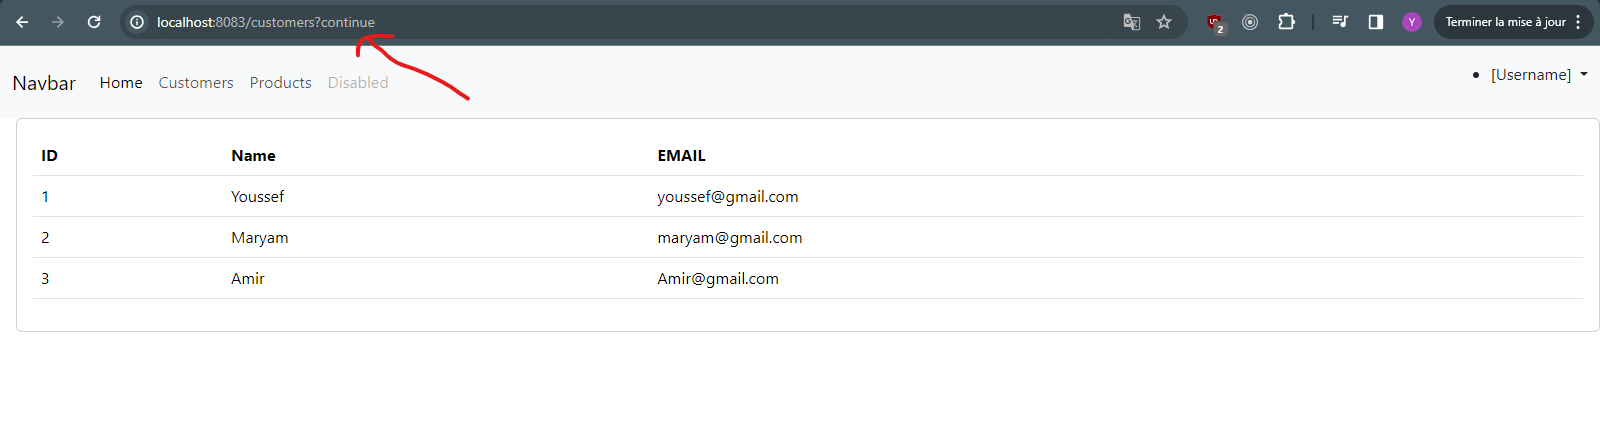 localhost:8083/customers?continue
2
Y
Terminer la mise à jour
Navbar Home Customers Products Disabled
[Username]
ID Name EMAIL
1 Youssef youssef@gmail.com
2 Maryam maryam@gmail.com
3 Amir Amir@gmail.com